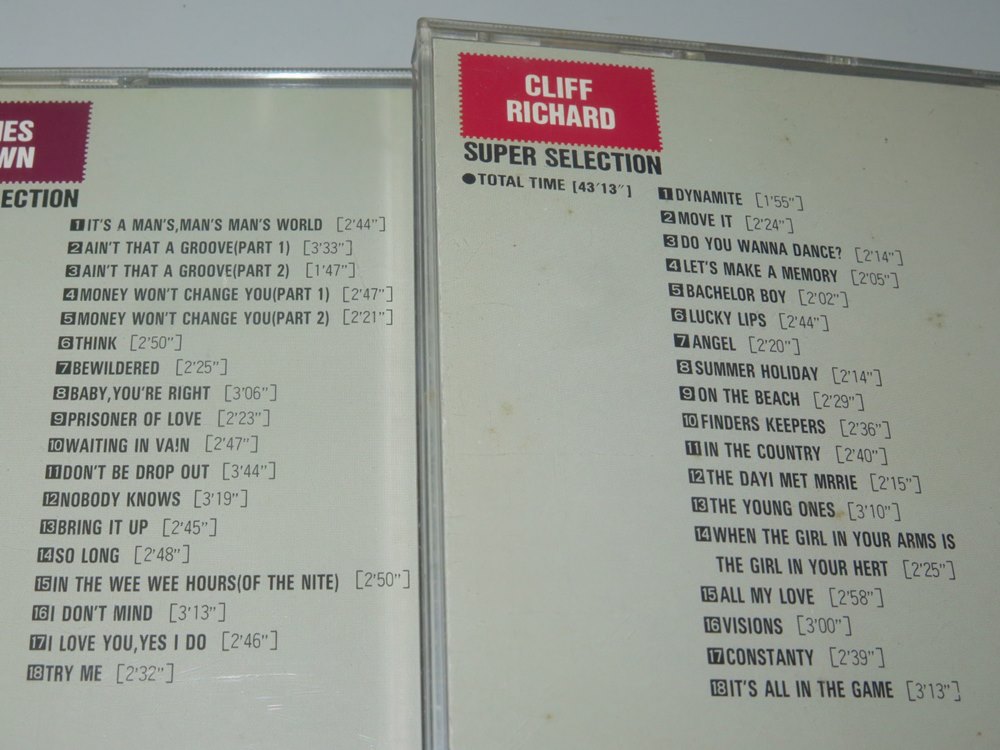 MES
WN
ECTION
1 IT'S A MAN'S,MAN'S MAN'S WORLD [2'44"]
2 AIN'T THAT A GROOVE(PART 1) [3'33"]
3 AIN'T THAT A GROOVE(PART 2) [1'47"]
4 MONEY WON'T CHANGE YOU(PART 1) [2'47"]
5 MONEY WON'T CHANGE YOU(PART 2) [2'21"]
6 THINK [2'50"]
7 BEWILDERED [2'25"]
8 BABY,YOU'RE RIGHT [3'06"]
9 PRISONER OF LOVE [2'23"]
10 WAITING IN VA!N [2'47"]
11 DON'T BE DROP OUT [3'44"]
12 NOBODY KNOWS [3'19"]
13 BRING IT UP [2'45"]
14 SO LONG [2'48"]
15 IN THE WEE WEE HOURS(OF THE NITE) [2'50"]
16 I DON'T MIND [3'13"]
17 I LOVE YOU,YES I DO [2'46"]
18 TRY ME [2'32"]
CLIFF
RICHARD
SUPER SELECTION
●TOTAL TIME [43'13"]
1 DYNAMITE [1'55"]
2 MOVE IT [2'24"]
3 DO YOU WANNA DANCE? [2'14"]
4 LET'S MAKE A MEMORY [2'05"]
5 BACHELOR BOY [2'02"]
6 LUCKY LIPS [2'44"]
7 ANGEL [2'20"]
8 SUMMER HOLIDAY [2'14"]
9 ON THE BEACH [2'29"]
10 FINDERS KEEPERS [2'36"]
11 IN THE COUNTRY [2'40"]
12 THE DAYI MET MRRIE [2'15"]
13 THE YOUNG ONES [3'10"]
14 WHEN THE GIRL IN YOUR ARMS IS
THE GIRL IN YOUR HERT [2'25"]
15 ALL MY LOVE [2'58"]
16 VISIONS [3'00"]
17 CONSTANTY [2'39"]
18 IT'S ALL IN THE GAME [3'13"]